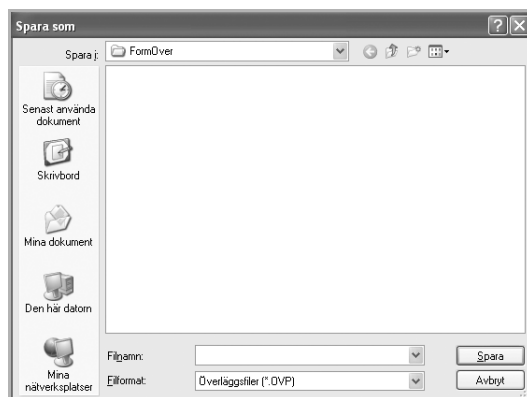 Spara som
Spara j:
FormOver
Senast använda
dokument
Skrivbord
Mina dokument
Den här datorn
Mina
nätverksplatser
Filnamn:
Spara
Filformat:
Överläggsfiler (*.OVP)
Avbryt